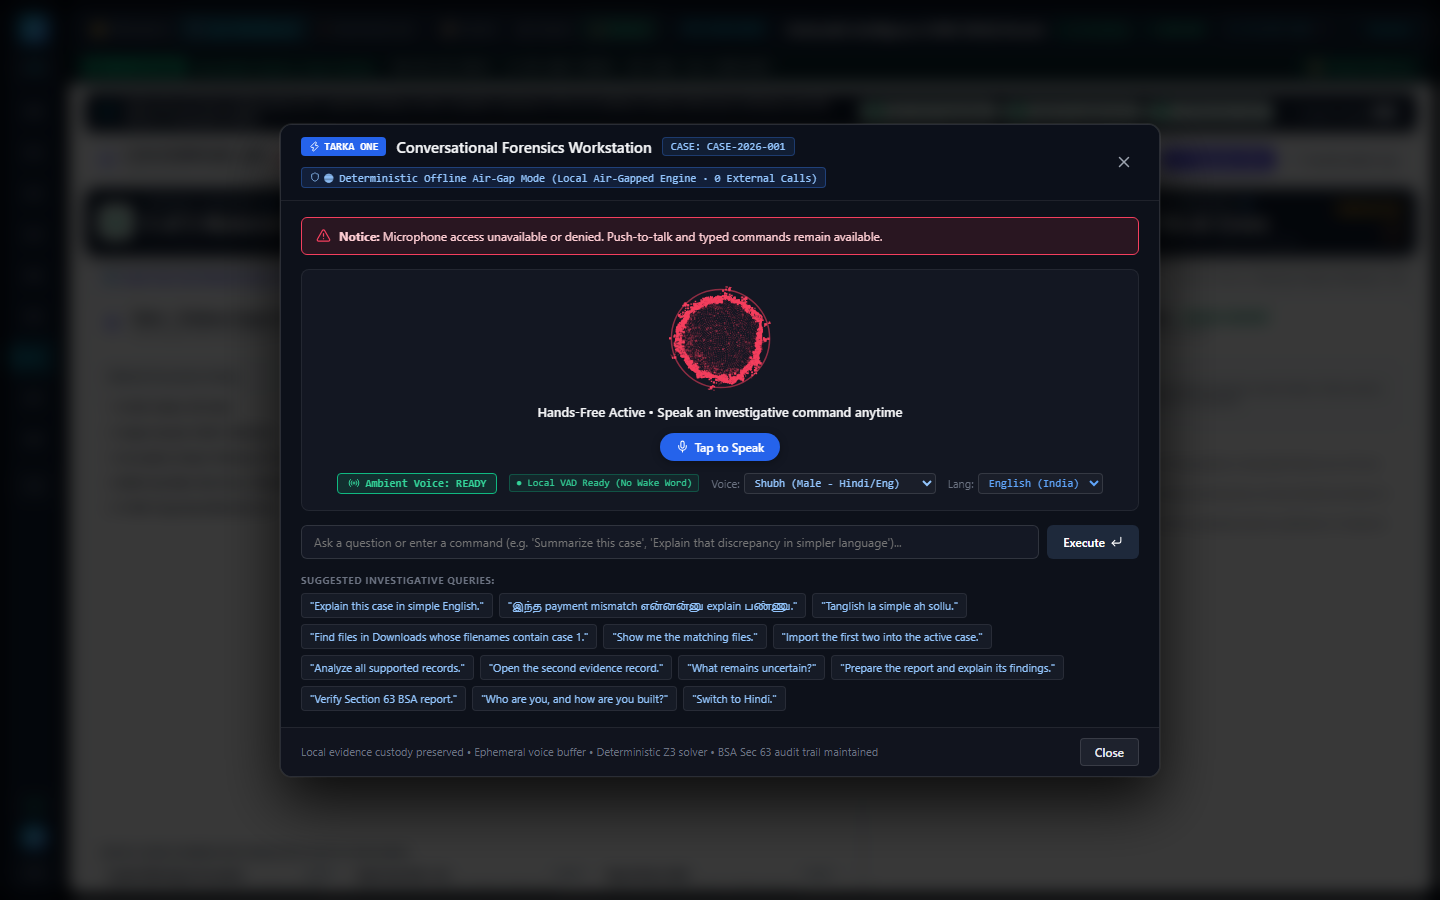 TARKA ONE Conversational Forensics Workstation CASE: CASE-2026-001
Deterministic Offline Air-Gap Mode (Local Air-Gapped Engine · 0 External Calls)
Notice: Microphone access unavailable or denied. Push-to-talk and typed commands remain available.
Hands-Free Active • Speak an investigative command anytime
Tap to Speak
Ambient Voice: READY ● Local VAD Ready (No Wake Word) Voice: Shubh (Male - Hindi/Eng) Lang: English (India)
Ask a question or enter a command (e.g. 'Summarize this case', 'Explain that discrepancy in simpler language')...
Execute ↵
SUGGESTED INVESTIGATIVE QUERIES:
"Explain this case in simple English." "இந்த payment mismatch என்னன்னு explain பண்ணு." "Tanglish la simple ah sollu."
"Find files in Downloads whose filenames contain case 1." "Show me the matching files." "Import the first two into the active case."
"Analyze all supported records." "Open the second evidence record." "What remains uncertain?" "Prepare the report and explain its findings."
"Verify Section 63 BSA report." "Who are you, and how are you built?" "Switch to Hindi."
Local evidence custody preserved • Ephemeral voice buffer • Deterministic Z3 solver • BSA Sec 63 audit trail maintained
Close